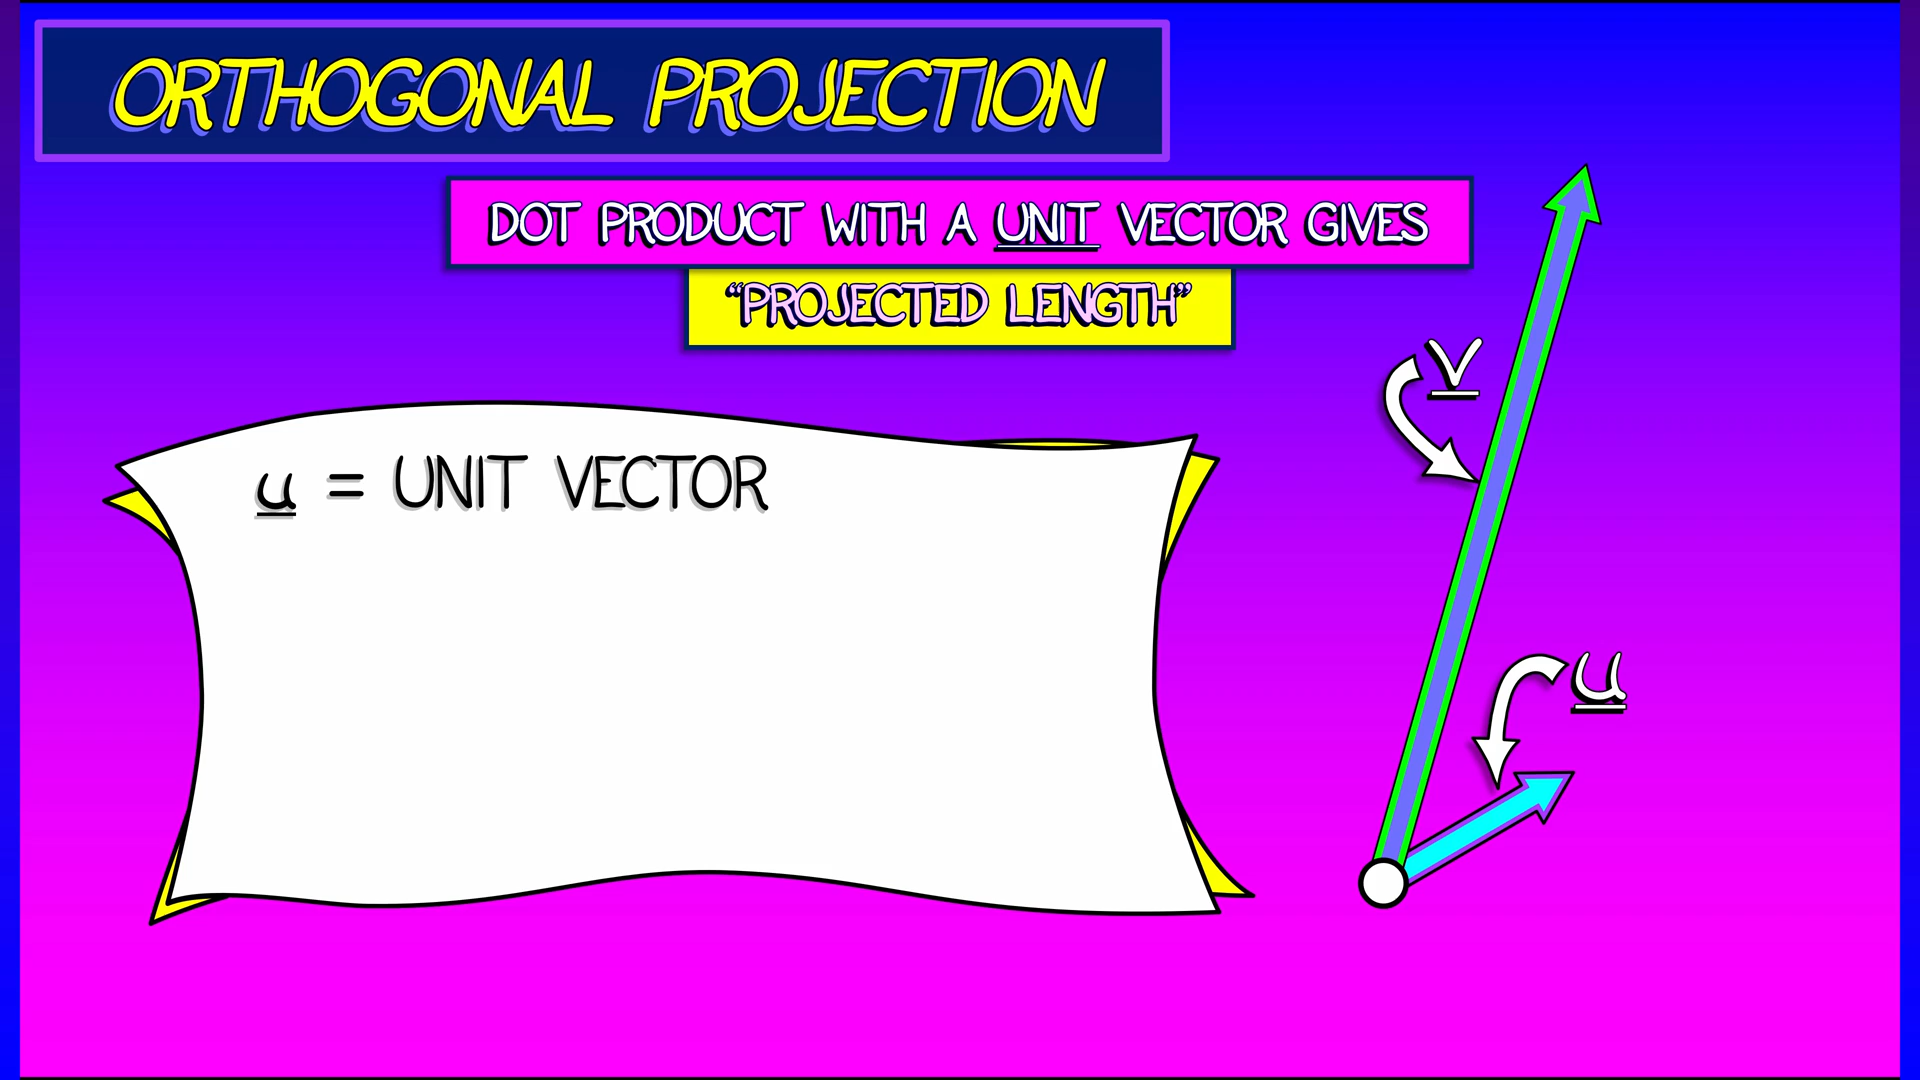 ORTHOGONAL PROJECTION
DOT PRODUCT WITH A UNIT VECTOR GIVES
“PROJECTED LENGTH”
v
u = UNIT VECTOR
u